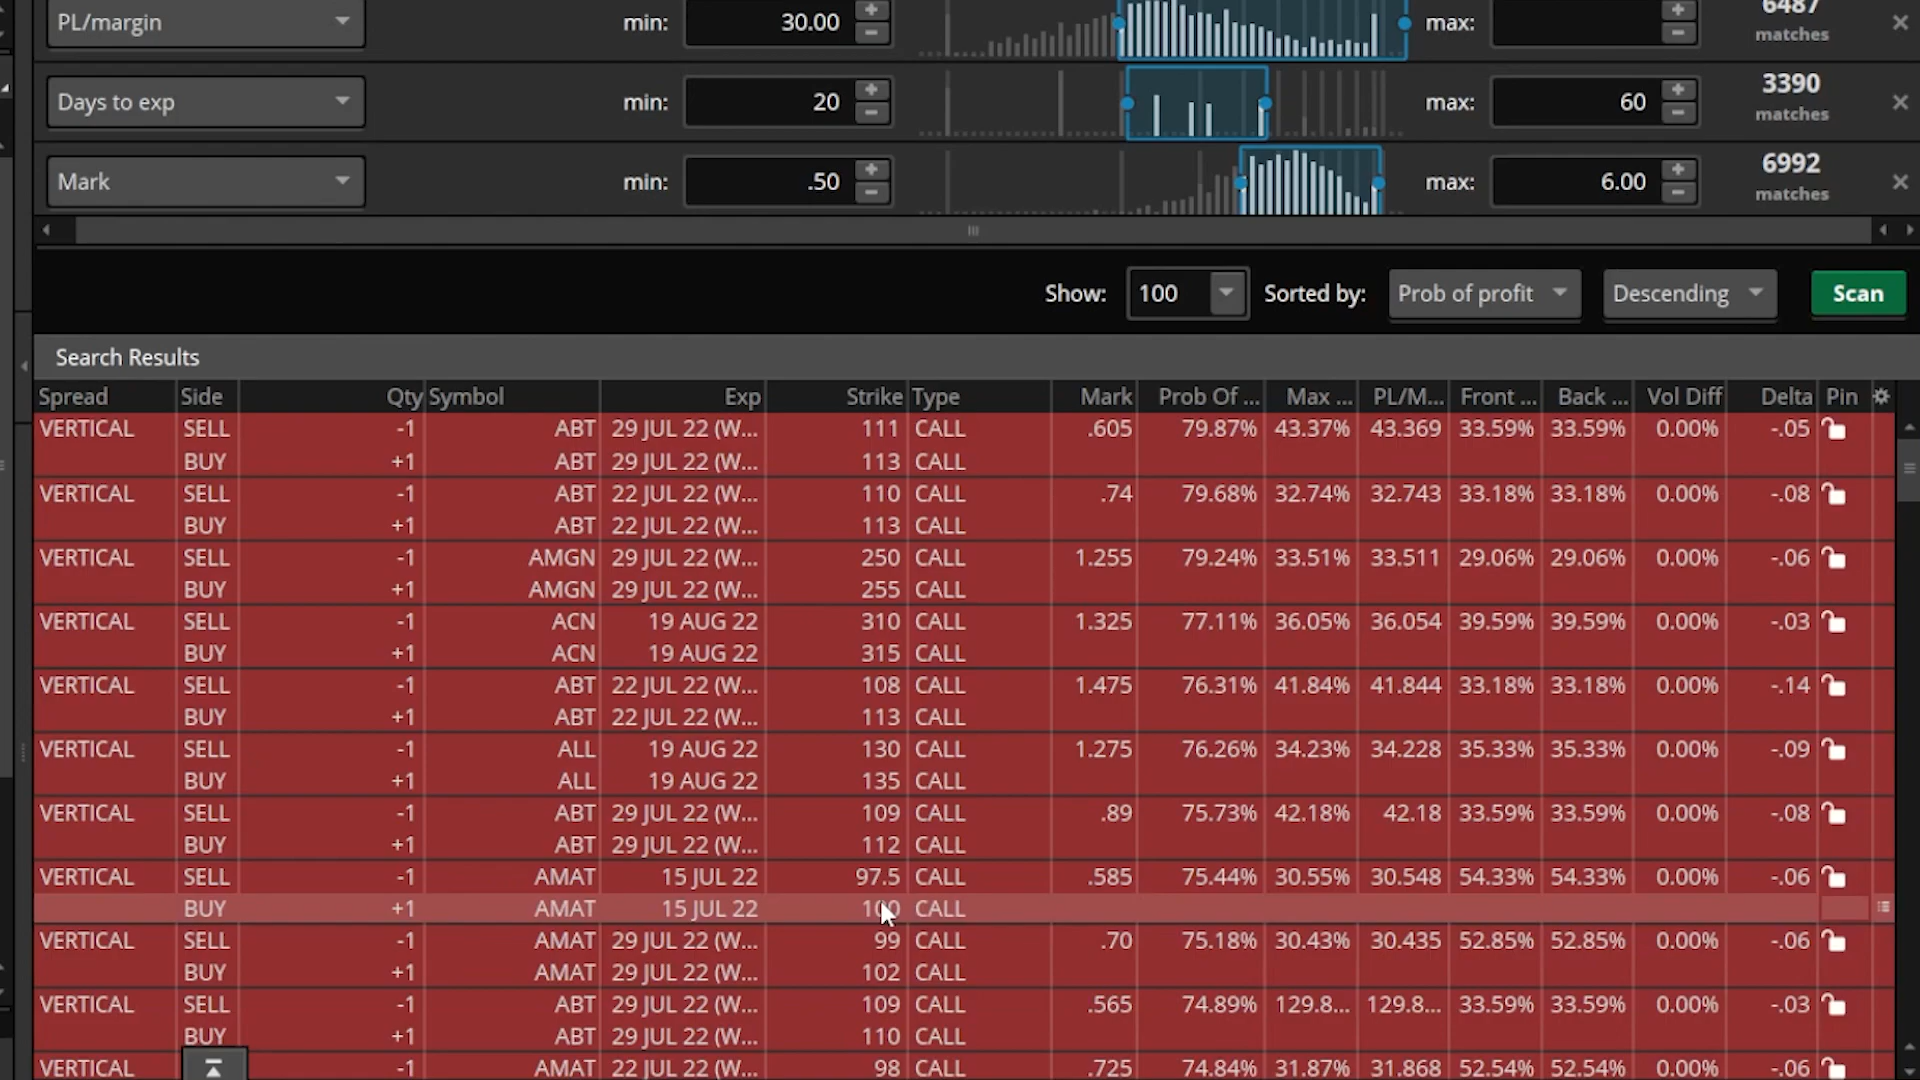 PL/margin min: 30.00 max: 6487 matches
Days to exp min: 20 max: 60 3390 matches
Mark min: .50 max: 6.00 6992 matches
Show: 100 Sorted by: Prob of profit Descending Scan
Search Results
Spread Side Qty Symbol Exp Strike Type Mark Prob Of ... Max ... PL/M... Front ... Back ... Vol Diff Delta Pin
VERTICAL SELL -1 ABT 29 JUL 22 (W... 111 CALL .605 79.87% 43.37% 43.369 33.59% 33.59% 0.00% -.05
BUY +1 ABT 29 JUL 22 (W... 113 CALL
VERTICAL SELL -1 ABT 22 JUL 22 (W... 110 CALL .74 79.68% 32.74% 32.743 33.18% 33.18% 0.00% -.08
BUY +1 ABT 22 JUL 22 (W... 113 CALL
VERTICAL SELL -1 AMGN 29 JUL 22 (W... 250 CALL 1.255 79.24% 33.51% 33.511 29.06% 29.06% 0.00% -.06
BUY +1 AMGN 29 JUL 22 (W... 255 CALL
VERTICAL SELL -1 ACN 19 AUG 22 310 CALL 1.325 77.11% 36.05% 36.054 39.59% 39.59% 0.00% -.03
BUY +1 ACN 19 AUG 22 315 CALL
VERTICAL SELL -1 ABT 22 JUL 22 (W... 108 CALL 1.475 76.31% 41.84% 41.844 33.18% 33.18% 0.00% -.14
BUY +1 ABT 22 JUL 22 (W... 113 CALL
VERTICAL SELL -1 ALL 19 AUG 22 130 CALL 1.275 76.26% 34.23% 34.228 35.33% 35.33% 0.00% -.09
BUY +1 ALL 19 AUG 22 135 CALL
VERTICAL SELL -1 ABT 29 JUL 22 (W... 109 CALL .89 75.73% 42.18% 42.18 33.59% 33.59% 0.00% -.08
BUY +1 ABT 29 JUL 22 (W... 112 CALL
VERTICAL SELL -1 AMAT 15 JUL 22 97.5 CALL .585 75.44% 30.55% 30.548 54.33% 54.33% 0.00% -.06
BUY +1 AMAT 15 JUL 22 100 CALL
VERTICAL SELL -1 AMAT 29 JUL 22 (W... 99 CALL .70 75.18% 30.43% 30.435 52.85% 52.85% 0.00% -.06
BUY +1 AMAT 29 JUL 22 (W... 102 CALL
VERTICAL SELL -1 ABT 29 JUL 22 (W... 109 CALL .565 74.89% 129.8... 129.8... 33.59% 33.59% 0.00% -.03
BUY +1 ABT 29 JUL 22 (W... 110 CALL
VERTICAL -1 AMAT 22 JUL 22 (W... 98 CALL .725 74.84% 31.87% 31.868 52.54% 52.54% 0.00% -.06